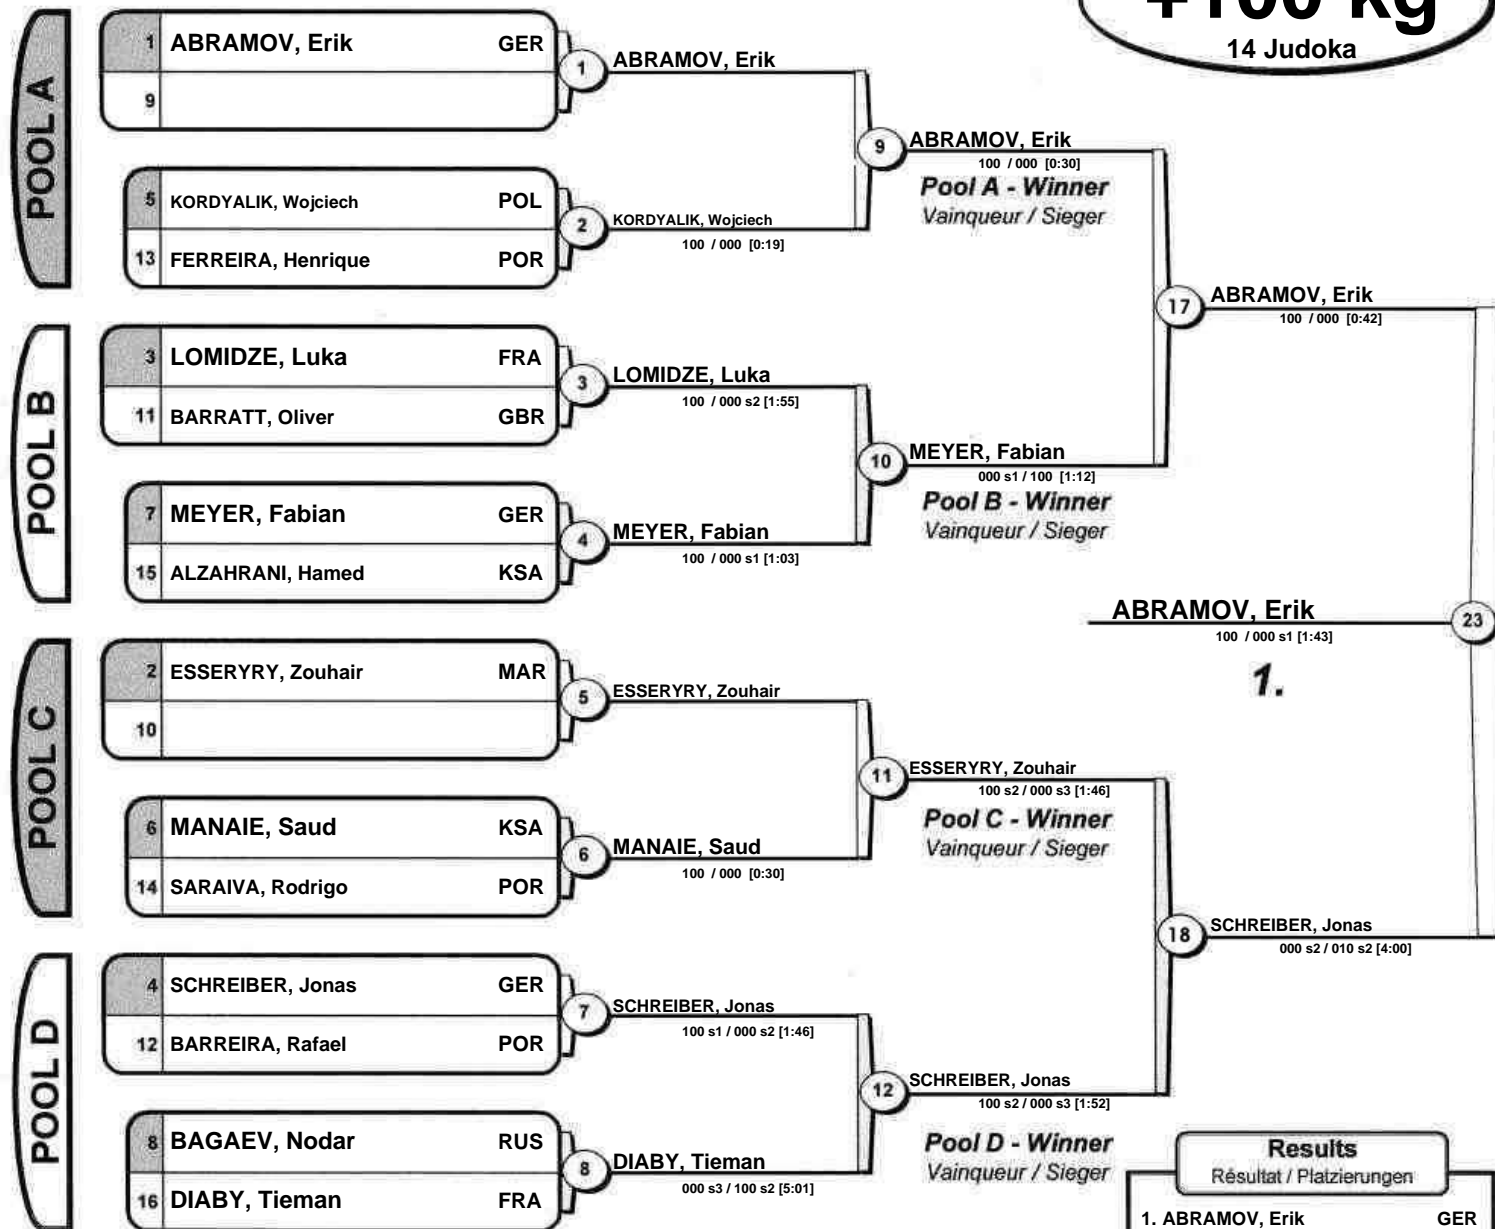 +100 kg
14 Judoka
POOL A
1 ABRAMOV, Erik GER
9
5 KORDYALIK, Wojciech POL
13 FERREIRA, Henrique POR
1 ABRAMOV, Erik
2 KORDYALIK, Wojciech
100 / 000 [0:19]
9 ABRAMOV, Erik
100 / 000 [0:30]
Pool A - Winner
Vainqueur / Sieger
POOL B
3 LOMIDZE, Luka FRA
11 BARRATT, Oliver GBR
7 MEYER, Fabian GER
15 ALZAHRANI, Hamed KSA
3 LOMIDZE, Luka
100 / 000 s2 [1:55]
4 MEYER, Fabian
100 / 000 s1 [1:03]
10 MEYER, Fabian
000 s1 / 100 [1:12]
Pool B - Winner
Vainqueur / Sieger
17 ABRAMOV, Erik
100 / 000 [0:42]
ABRAMOV, Erik 23
100 / 000 s1 [1:43]
1.
POOL C
2 ESSERYRY, Zouhair MAR
10
6 MANAIE, Saud KSA
14 SARAIVA, Rodrigo POR
5 ESSERYRY, Zouhair
6 MANAIE, Saud
100 / 000 [0:30]
11 ESSERYRY, Zouhair
100 s2 / 000 s3 [1:46]
Pool C - Winner
Vainqueur / Sieger
18 SCHREIBER, Jonas
000 s2 / 010 s2 [4:00]
POOL D
4 SCHREIBER, Jonas GER
12 BARREIRA, Rafael POR
8 BAGAEV, Nodar RUS
16 DIABY, Tieman FRA
7 SCHREIBER, Jonas
100 s1 / 000 s2 [1:46]
8 DIABY, Tieman
000 s3 / 100 s2 [5:01]
12 SCHREIBER, Jonas
100 s2 / 000 s3 [1:52]
Pool D - Winner
Vainqueur / Sieger
Results
Résultat / Platzierungen
1. ABRAMOV, Erik GER